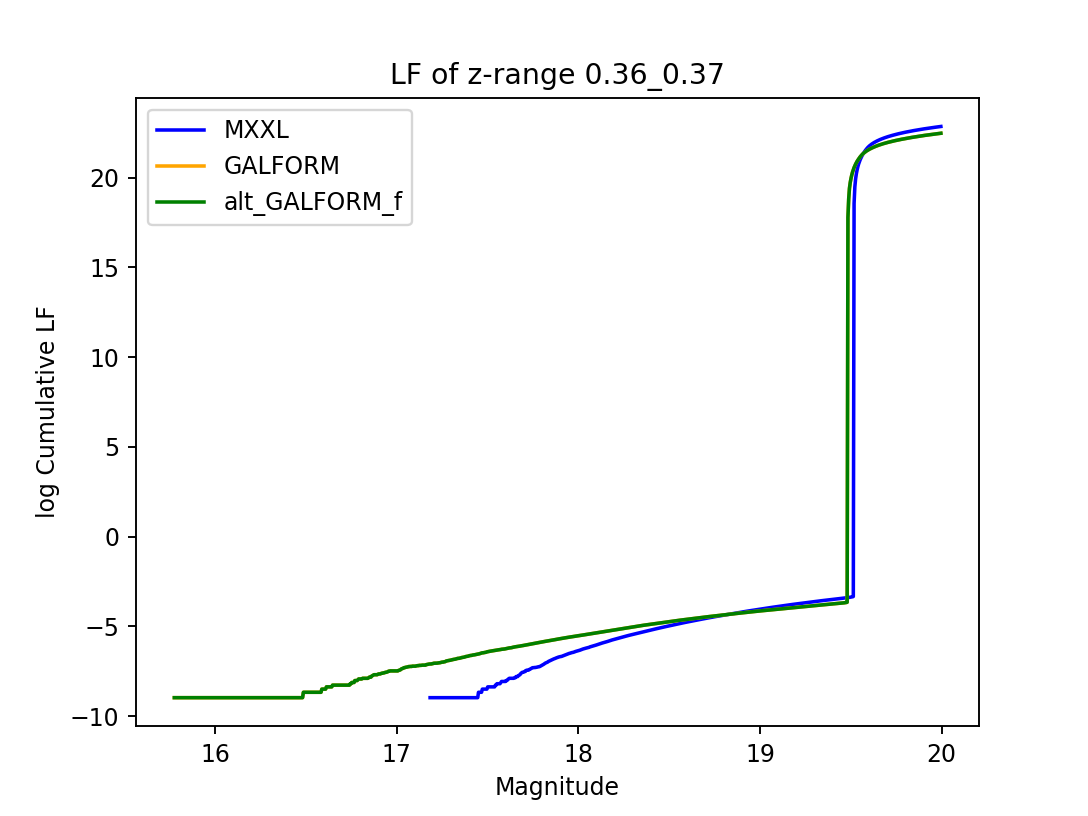 LF of z-range 0.36_0.37
MXXL
GALFORM
alt_GALFORM_f
20
15
10
5
0
−5
−10
log Cumulative LF
16 17 18 19 20
Magnitude